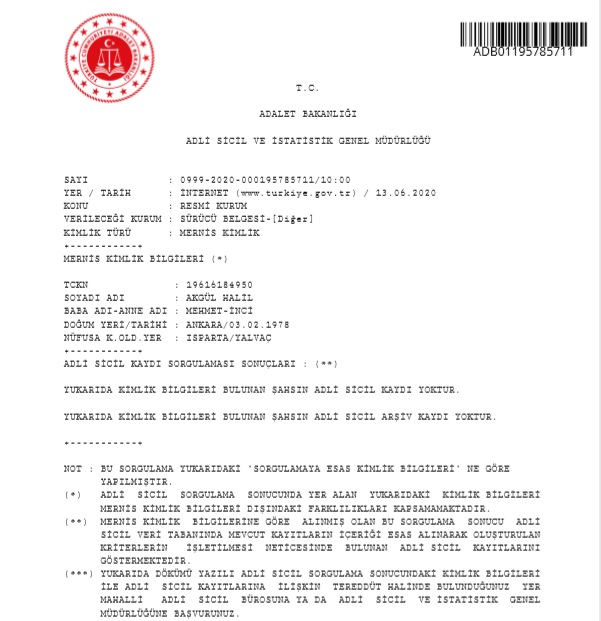 TÜRKİYE CUMHURİYETİ ADALET BAKANLIĞI
ADB01195785711
T.C.
ADALET BAKANLIĞI
ADLİ SİCİL VE İSTATİSTİK GENEL MÜDÜRLÜĞÜ
SAYI : 0999-2020-000195785711/10:00
YER / TARİH : İNTERNET (www.turkiye.gov.tr) / 13.06.2020
KONU : RESMİ KURUM
VERİLECEĞİ KURUM : SÜRÜCÜ BELGESİ-[Diğer]
KİMLİK TÜRÜ : MERNİS KİMLİK
+------------+
MERNİS KİMLİK BİLGİLERİ (*)
TCKN : 19616184950
SOYADI ADI : AKGÜL HALİL
BABA ADI-ANNE ADI : MEHMET-İNCİ
DOĞUM YERİ/TARİHİ : ANKARA/03.02.1978
NÜFUSA K.OLD.YER : ISPARTA/YALVAÇ
+------------+
ADLİ SİCİL KAYDI SORGULAMASI SONUÇLARI : (**)
YUKARIDA KİMLİK BİLGİLERİ BULUNAN ŞAHSIN ADLİ SİCİL KAYDI YOKTUR.
YUKARIDA KİMLİK BİLGİLERİ BULUNAN ŞAHSIN ADLİ SİCİL ARŞİV KAYDI YOKTUR.
+------------+
NOT : BU SORGULAMA YUKARIDAKİ 'SORGULAMAYA ESAS KİMLİK BİLGİLERİ' NE GÖRE
YAPILMIŞTIR.
(*) ADLİ SİCİL SORGULAMA SONUCUNDA YER ALAN YUKARIDAKİ KİMLİK BİLGİLERİ
MERNİS KİMLİK BİLGİLERİ DIŞINDAKİ FARKLILIKLARI KAPSAMAMAKTADIR.
(**) MERNİS KİMLİK BİLGİLERİNE GÖRE ALINMIŞ OLAN BU SORGULAMA SONUCU ADLİ
SİCİL VERİ TABANINDA MEVCUT KAYITLARIN İÇERİĞİ ESAS ALINARAK OLUŞTURULAN
KRİTERLERİN İŞLETİLMESİ NETİCESİNDE BULUNAN ADLİ SİCİL KAYITLARINI
GÖSTERMEKTEDİR.
(***) YUKARIDA DÖKÜMÜ YAZILI ADLİ SİCİL SORGULAMA SONUCUNDAKİ KİMLİK BİLGİLERİ
İLE ADLİ SİCİL KAYITLARINA İLİŞKİN TEREDDÜT HALİNDE BULUNDUĞUNUZ YER
MAHALLİ ADLİ SİCİL BÜROSUNA YA DA ADLİ SİCİL VE İSTATİSTİK GENEL
MÜDÜRLÜĞÜNE BAŞVURUNUZ.